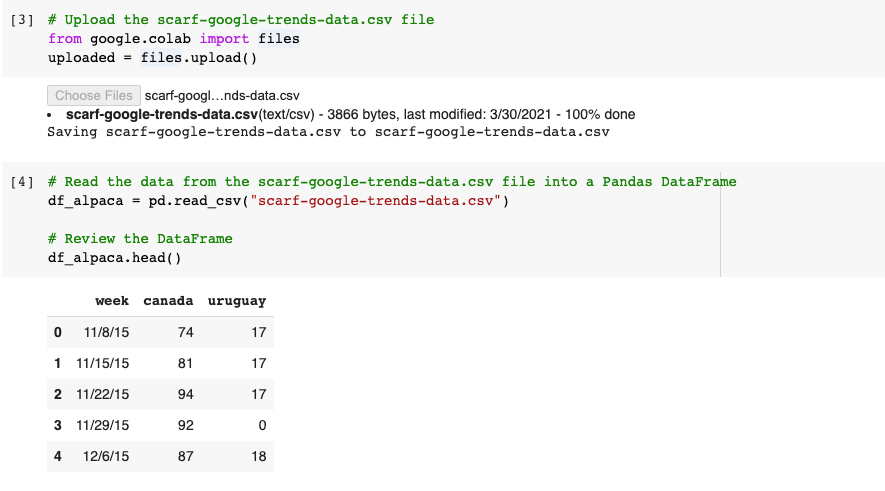 [3] # Upload the scarf-google-trends-data.csv file
from google.colab import files
uploaded = files.upload()
Choose Files scarf-googl…nds-data.csv
• scarf-google-trends-data.csv(text/csv) - 3866 bytes, last modified: 3/30/2021 - 100% done
Saving scarf-google-trends-data.csv to scarf-google-trends-data.csv
[4] # Read the data from the scarf-google-trends-data.csv file into a Pandas DataFrame
df_alpaca = pd.read_csv("scarf-google-trends-data.csv")
# Review the DataFrame
df_alpaca.head()
week canada uruguay
0 11/8/15 74 17
1 11/15/15 81 17
2 11/22/15 94 17
3 11/29/15 92 0
4 12/6/15 87 18